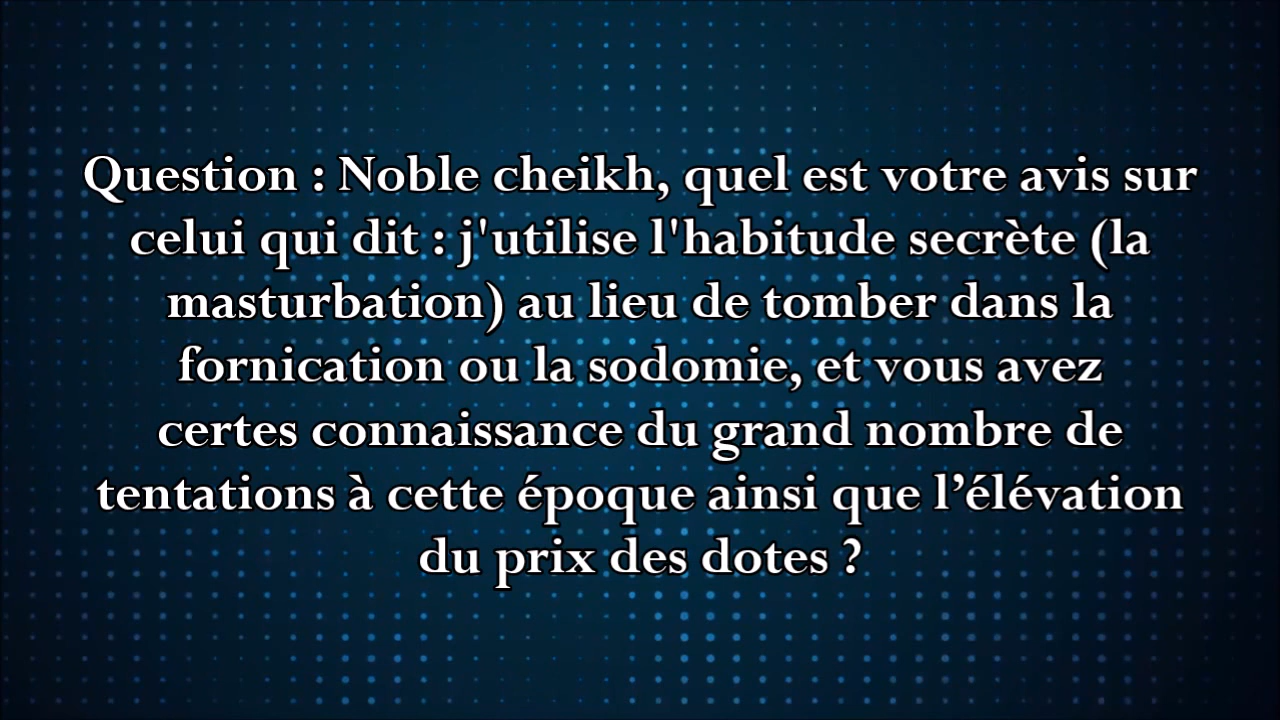 Question : Noble cheikh, quel est votre avis sur
celui qui dit : j'utilise l'habitude secrète (la
masturbation) au lieu de tomber dans la
fornication ou la sodomie, et vous avez
certes connaissance du grand nombre de
tentations à cette époque ainsi que l’élévation
du prix des dotes ?